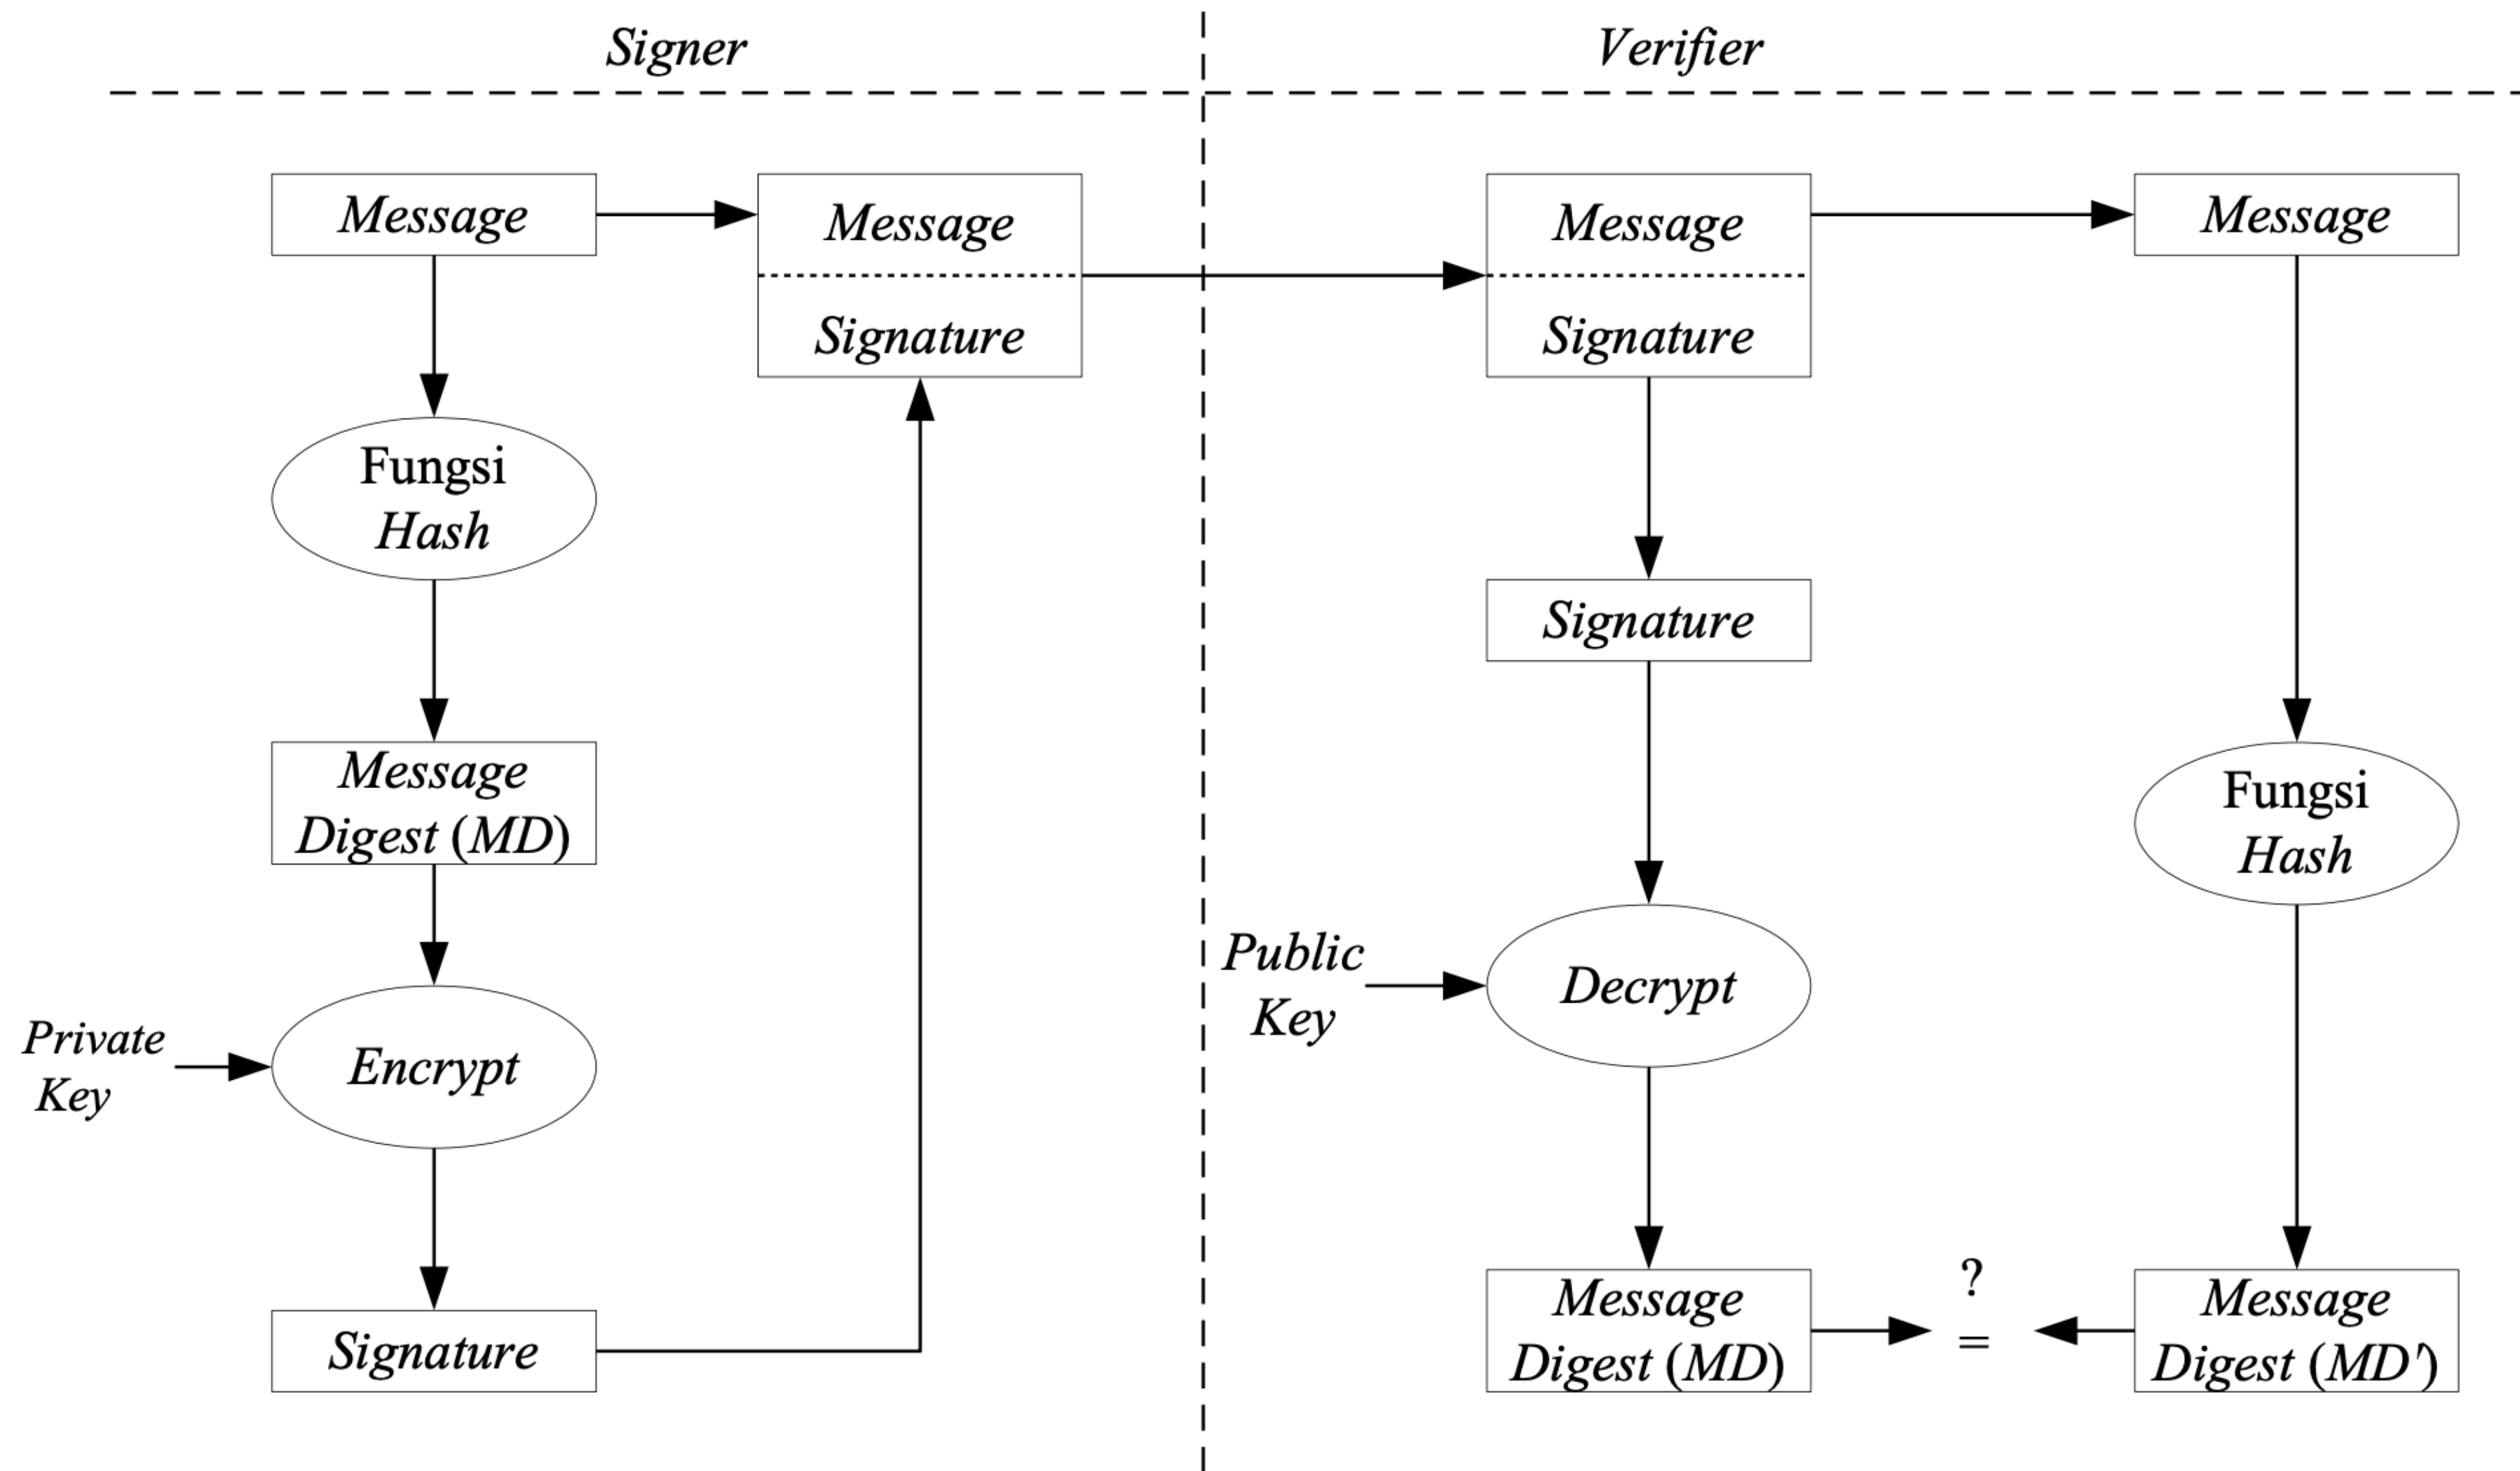 Signer
Message
Message
Signature
Fungsi
Hash
Message
Digest (MD)
Private
Key
Encrypt
Signature
Verifier
Message
Signature
Message
Signature
Fungsi
Hash
Public
Key
Decrypt
Message
Digest (MD)
?
=
Message
Digest (MD')